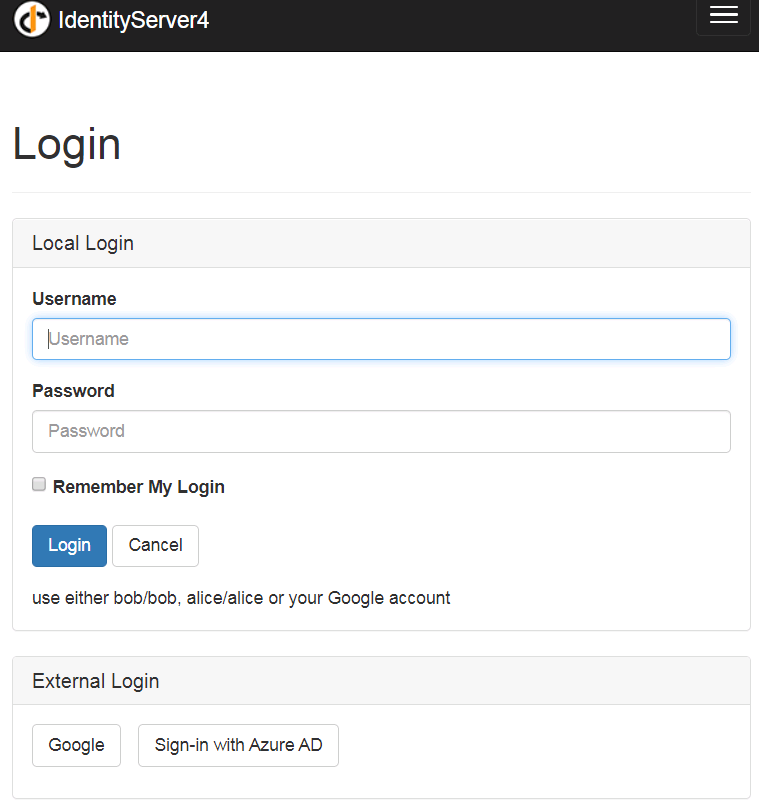 IdentityServer4
Login
Local Login
Username
Username
Password
Password
Remember My Login
Login Cancel
use either bob/bob, alice/alice or your Google account
External Login
Google Sign-in with Azure AD